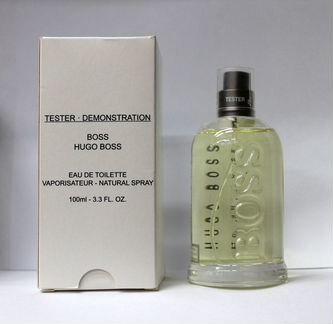 TESTER · DEMONSTRATION
BOSS
HUGO BOSS
EAU DE TOILETTE
VAPORISATEUR - NATURAL SPRAY
100ml - 3.3 FL. OZ.
TESTER
HUGO BOSS
BOSS